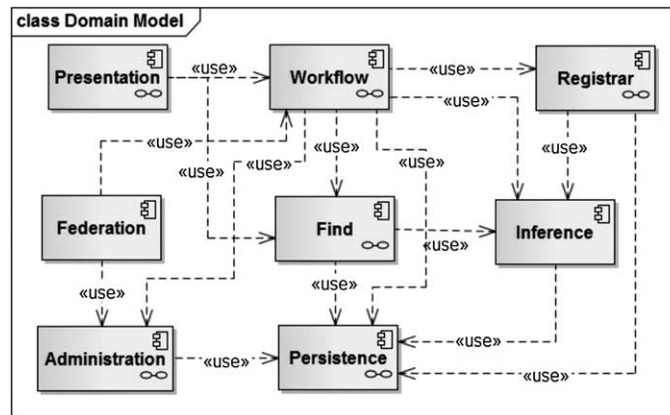 class Domain Model
Presentation
«use»
Workflow
«use»
Registrar
«use»
«use»
«use»
«use»
«use»
«use»
«use»
Federation
Find
«use»
Inference
«use»
«use»
«use»
Administration
«use»
Persistence
«use»
«use»